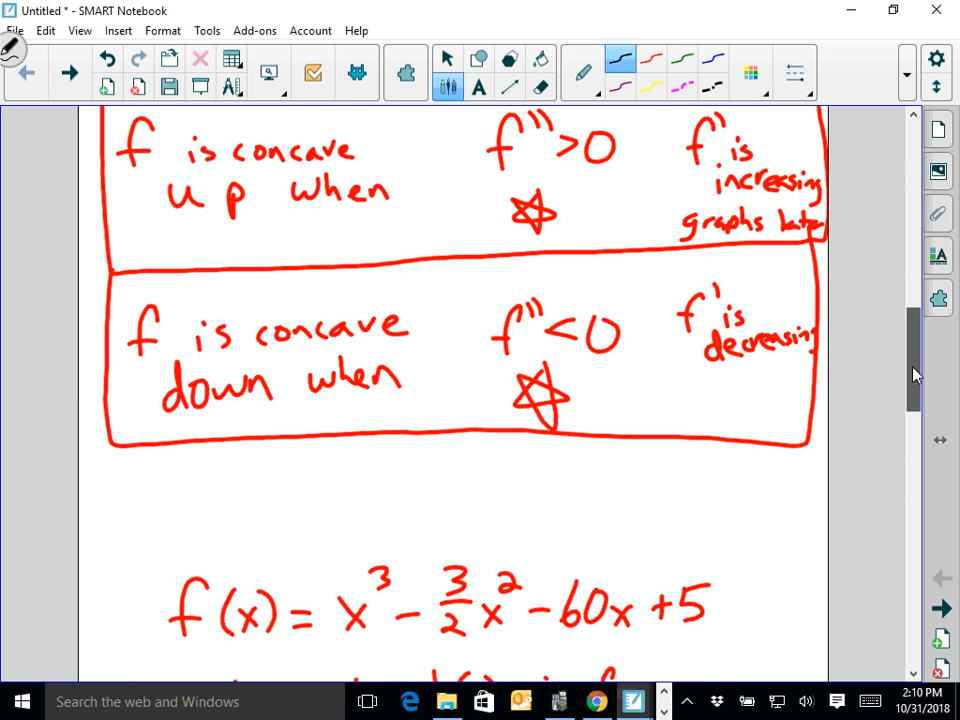 Untitled * - SMART Notebook
File Edit View Insert Format Tools Add-ons Account Help
f is concave up when f'' > 0 f' is increasing
graphs later
f is concave down when f'' < 0 f' is decreasing
f(x) = x³ - 3/2 x² - 60x + 5
Search the web and Windows
2:10 PM
10/31/2018